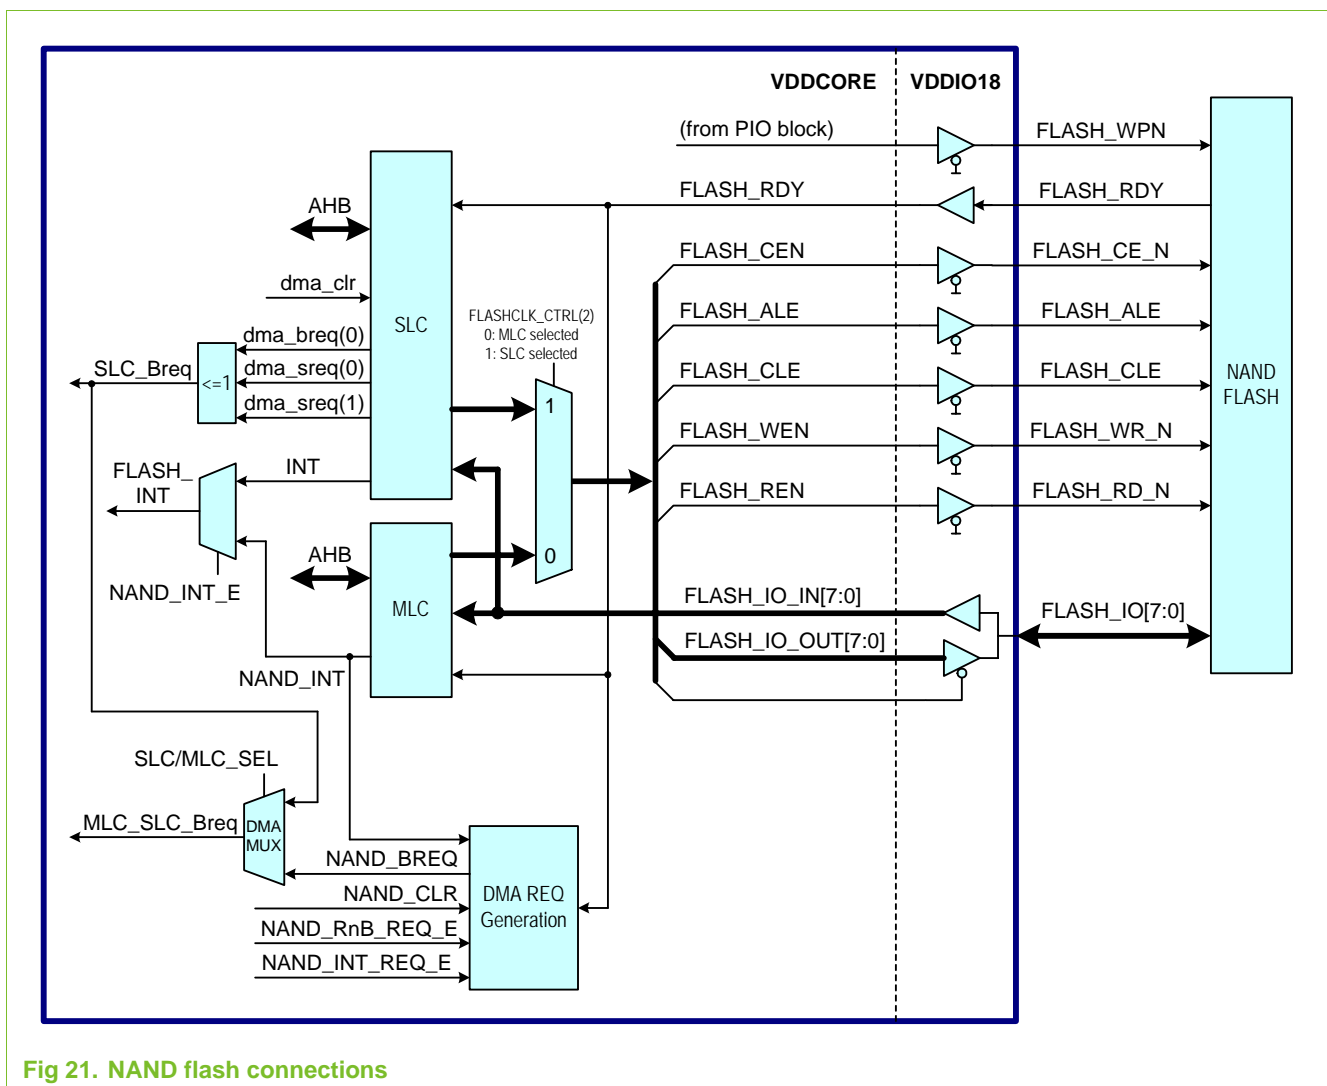 VDDCORE
VDDIO18
(from PIO block)
FLASH_WPN
FLASH_RDY
FLASH_RDY
AHB
FLASH_CEN
FLASH_CE_N
dma_clr
FLASH_ALE
FLASH_ALE
SLC
FLASHCLK_CTRL(2)
0: MLC selected
1: SLC selected
dma_breq(0)
SLC_Breq
<=1
dma_sreq(0)
dma_sreq(1)
FLASH_CLE
FLASH_CLE
NAND
FLASH
1
FLASH_WEN
FLASH_WR_N
FLASH_
INT
INT
FLASH_REN
FLASH_RD_N
AHB
0
NAND_INT_E
MLC
FLASH_IO_IN[7:0]
FLASH_IO[7:0]
FLASH_IO_OUT[7:0]
NAND_INT
SLC/MLC_SEL
MLC_SLC_Breq
DMA
MUX
NAND_BREQ
NAND_CLR
DMA REQ
Generation
NAND_RnB_REQ_E
NAND_INT_REQ_E
Fig 21. NAND flash connections